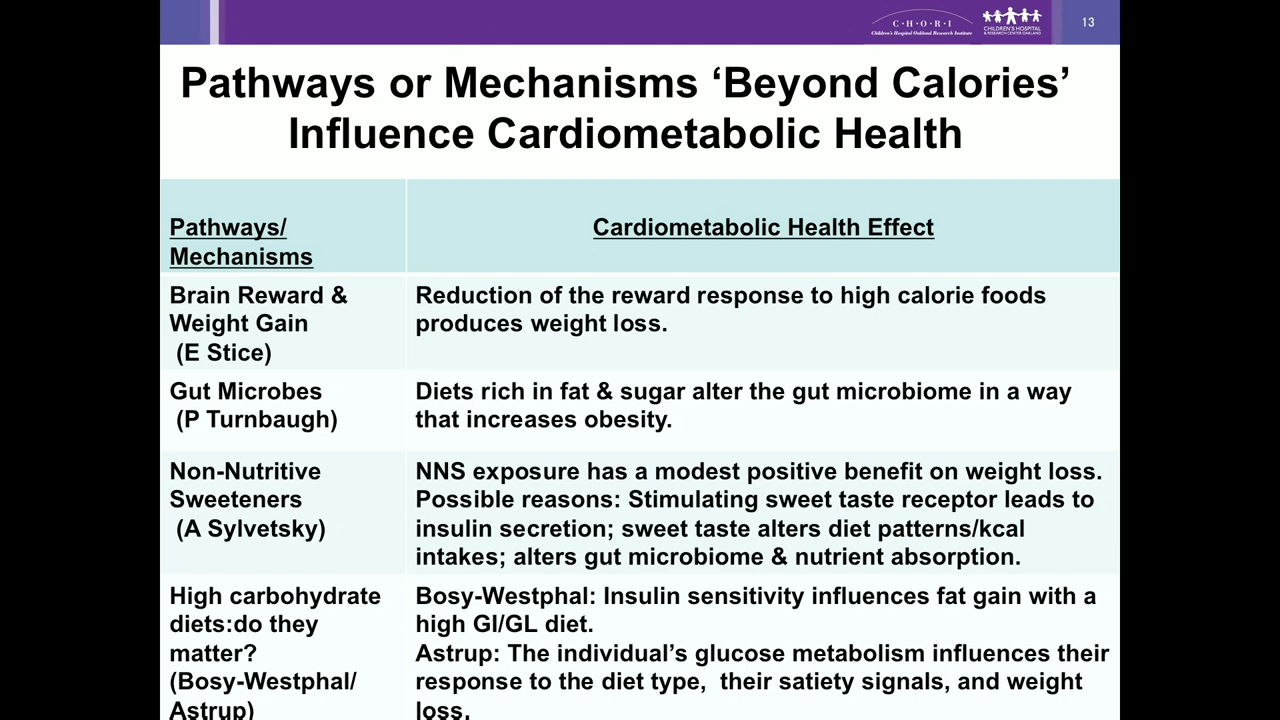 C·H·O·R·I
Children's Hospital Oakland Research Institute
CHILDREN'S HOSPITAL
& RESEARCH CENTER OAKLAND
13
Pathways or Mechanisms ‘Beyond Calories’
Influence Cardiometabolic Health
Pathways/
Mechanisms
Cardiometabolic Health Effect
Brain Reward &
Weight Gain
(E Stice)
Reduction of the reward response to high calorie foods
produces weight loss.
Gut Microbes
(P Turnbaugh)
Diets rich in fat & sugar alter the gut microbiome in a way
that increases obesity.
Non-Nutritive
Sweeteners
(A Sylvetsky)
NNS exposure has a modest positive benefit on weight loss.
Possible reasons: Stimulating sweet taste receptor leads to
insulin secretion; sweet taste alters diet patterns/kcal
intakes; alters gut microbiome & nutrient absorption.
High carbohydrate
diets:do they
matter?
(Bosy-Westphal/
Astrup)
Bosy-Westphal: Insulin sensitivity influences fat gain with a
high GI/GL diet.
Astrup: The individual’s glucose metabolism influences their
response to the diet type,  their satiety signals, and weight
loss.